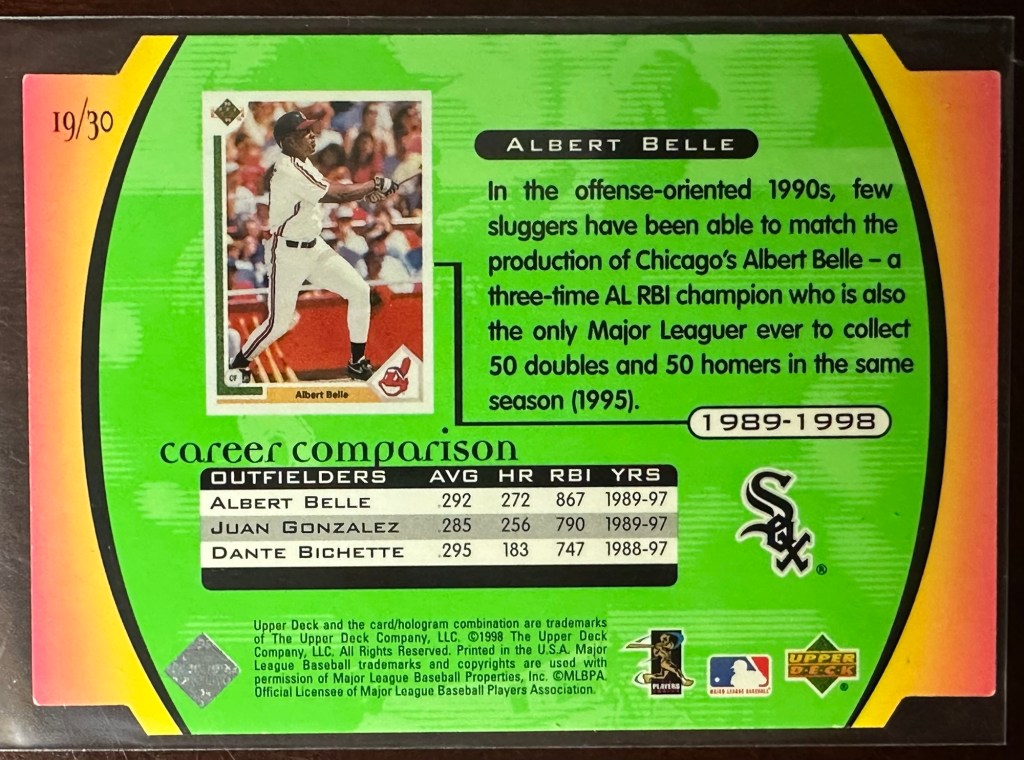 19/30
ALBERT BELLE
In the offense-oriented 1990s, few
sluggers have been able to match the
production of Chicago's Albert Belle – a
three-time AL RBI champion who is also
the only Major Leaguer ever to collect
50 doubles and 50 homers in the same
season (1995).
1989-1998
OF
Albert Belle
career comparison
OUTFIELDERS AVG HR RBI YRS
ALBERT BELLE .292 272 867 1989-97
JUAN GONZALEZ .285 256 790 1989-97
DANTE BICHETTE .295 183 747 1988-97
Sox ®
Upper Deck and the card/hologram combination are trademarks
of The Upper Deck Company, LLC. ©1998 The Upper Deck
Company, LLC. All Rights Reserved. Printed in the U.S.A. Major
League Baseball trademarks and copyrights are used with
permission of Major League Baseball Properties, Inc. ©MLBPA.
Official Licensee of Major League Baseball Players Association.
PLAYERS
MAJOR LEAGUE BASEBALL
UPPER
DECK ®